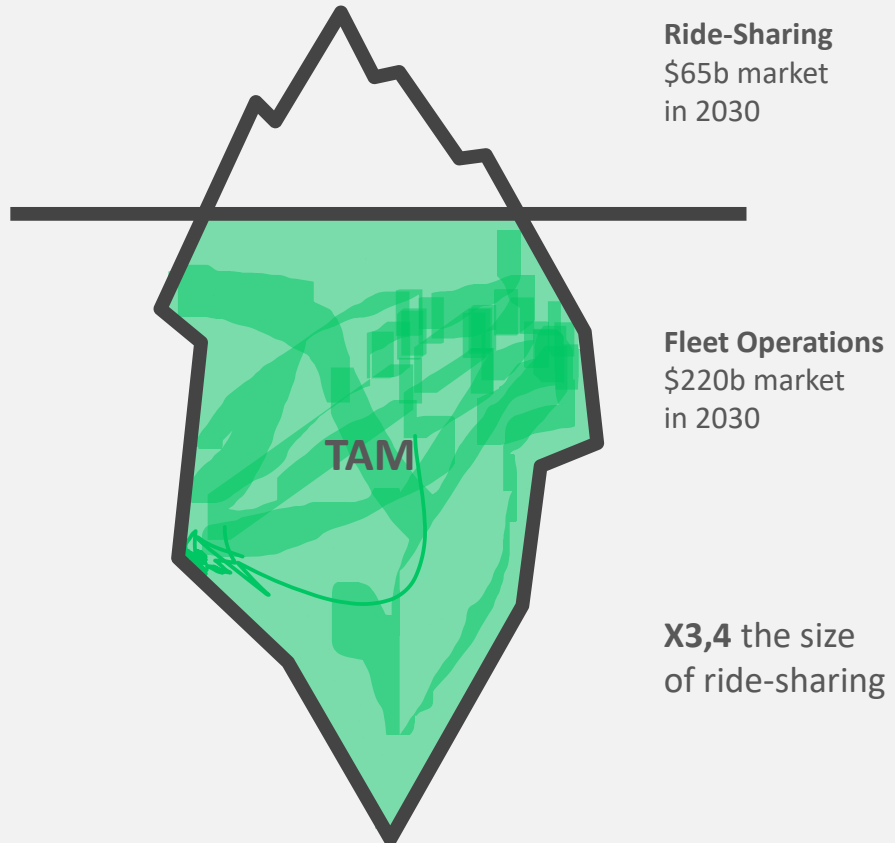 Ride-Sharing
$65b market
in 2030
Fleet Operations
$220b market
in 2030
TAM
X3,4 the size
of ride-sharing